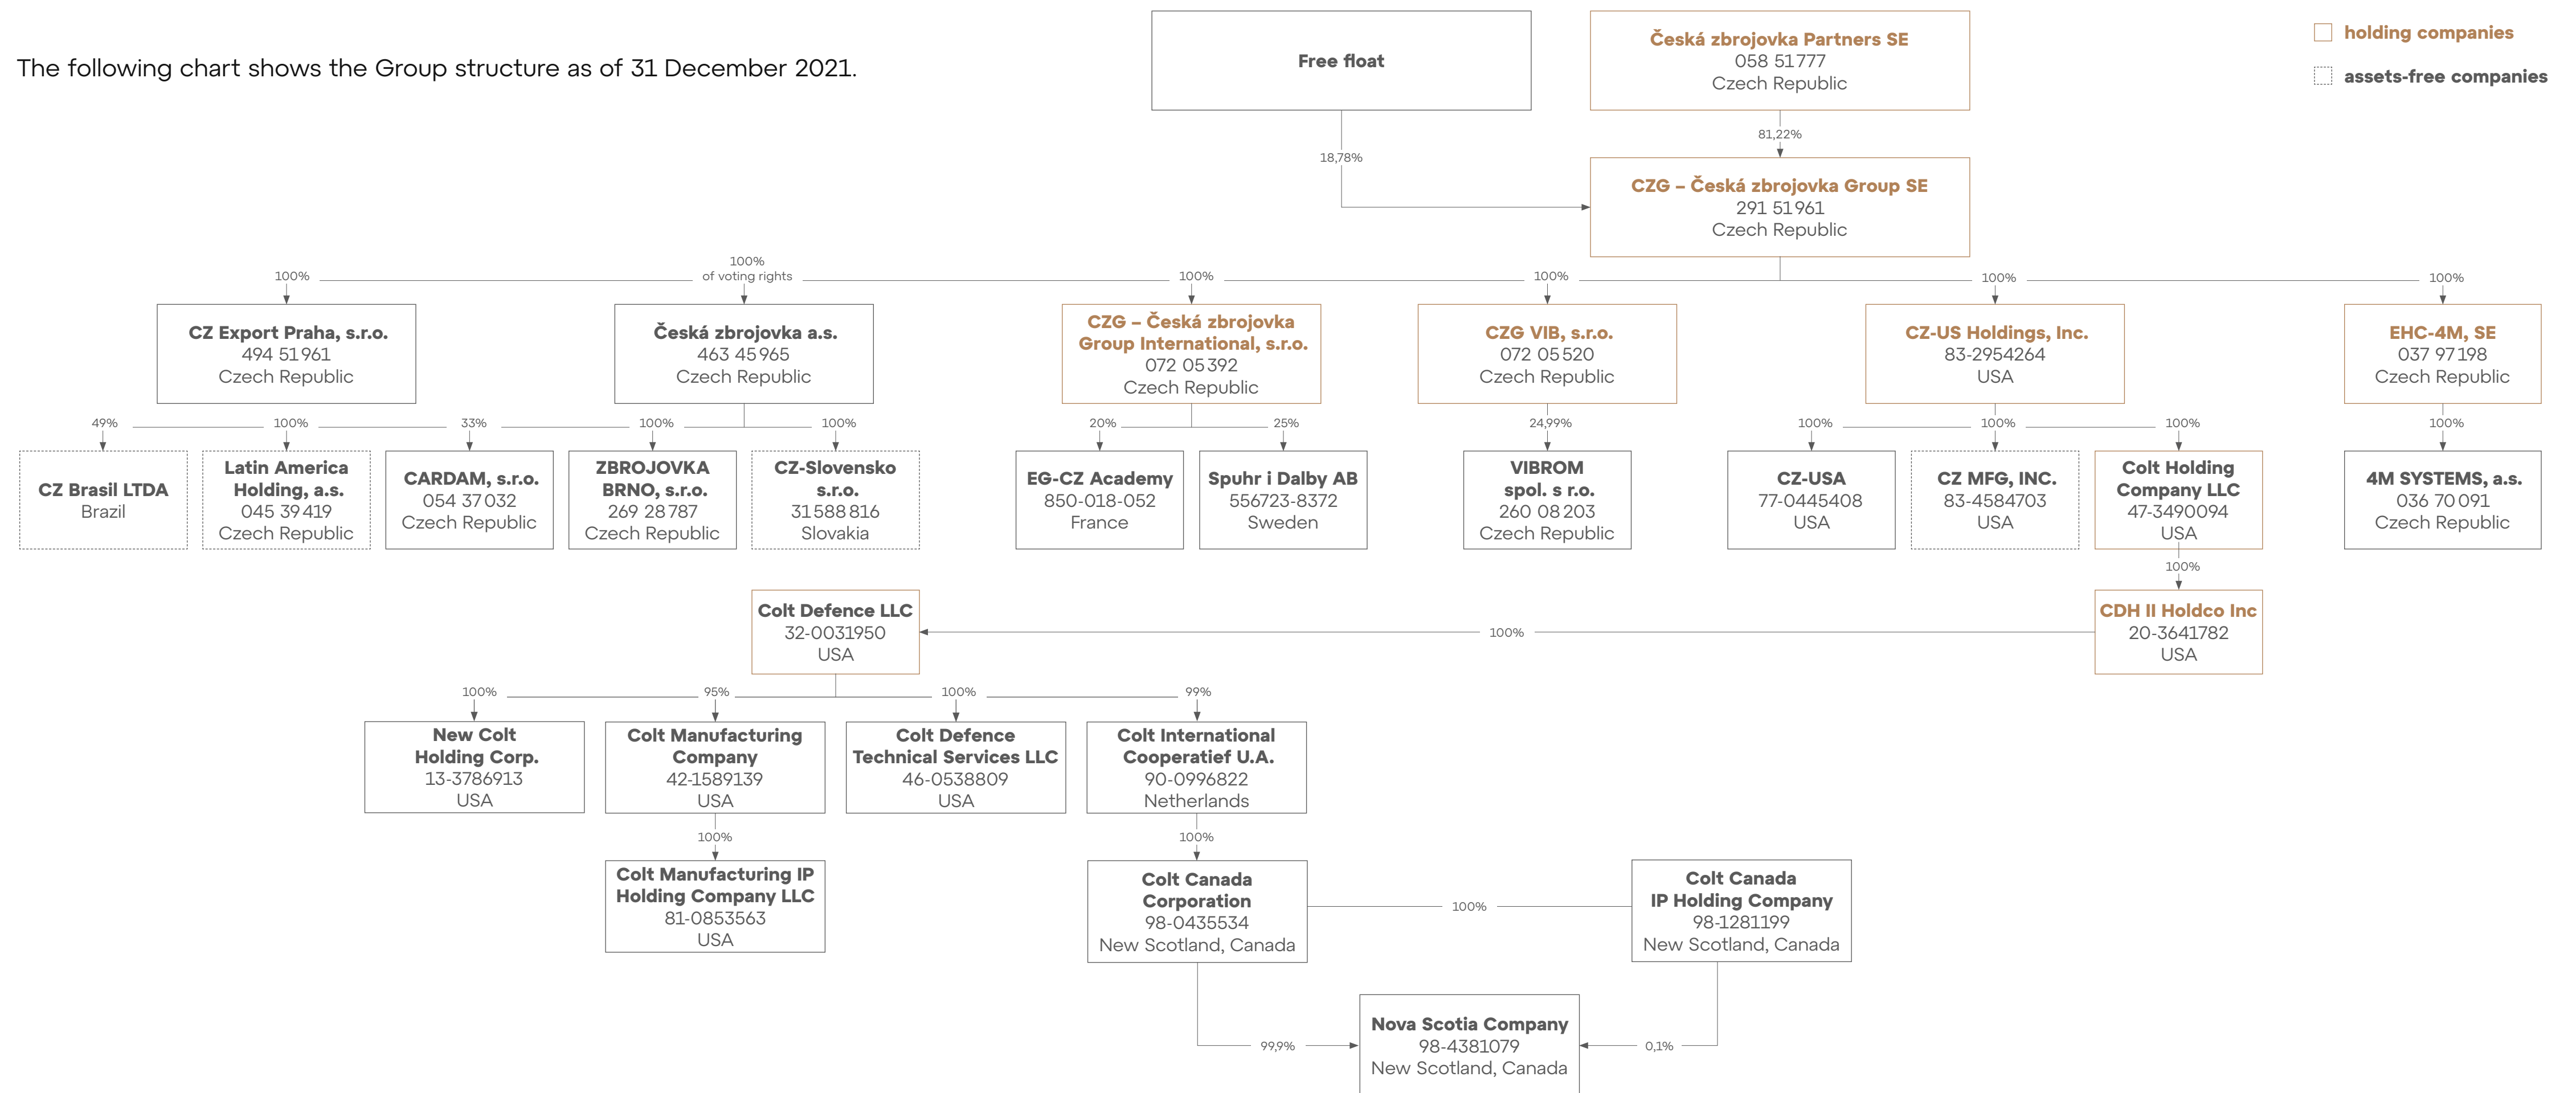 The following chart shows the Group structure as of 31 December 2021.
Free float
Česká zbrojovka Partners SE
058 51 777
Czech Republic
holding companies
assets-free companies
81,22%
18,78%
CZG – Česká zbrojovka Group SE
291 51 961
Czech Republic
100%
100%
of voting rights
100%
100%
100%
100%
CZ Export Praha, s.r.o.
494 51 961
Czech Republic
Česká zbrojovka a.s.
463 45 965
Czech Republic
CZG – Česká zbrojovka
Group International, s.r.o.
072 05 392
Czech Republic
CZG VIB, s.r.o.
072 05 520
Czech Republic
CZ-US Holdings, Inc.
83-2954264
USA
EHC-4M, SE
037 97 198
Czech Republic
49%
100%
33%
100%
100%
20%
25%
24,99%
100%
100%
100%
100%
CZ Brasil LTDA
Brazil
Latin America
Holding, a.s.
045 39 419
Czech Republic
CARDAM, s.r.o.
054 37 032
Czech Republic
ZBROJOVKA
BRNO, s.r.o.
269 28 787
Czech Republic
CZ-Slovensko
s.r.o.
31 588 816
Slovakia
EG-CZ Academy
850-018-052
France
Spuhr i Dalby AB
556723-8372
Sweden
VIBROM
spol. s r.o.
260 08 203
Czech Republic
CZ-USA
77-0445408
USA
CZ MFG, INC.
83-4584703
USA
Colt Holding
Company LLC
47-3490094
USA
4M SYSTEMS, a.s.
036 70 091
Czech Republic
100%
Colt Defence LLC
32-0031950
USA
100%
CDH II Holdco Inc
20-3641782
USA
100%
95%
100%
99%
New Colt
Holding Corp.
13-3786913
USA
Colt Manufacturing
Company
42-1589139
USA
Colt Defence
Technical Services LLC
46-0538809
USA
Colt International
Cooperatief U.A.
90-0996822
Netherlands
100%
100%
Colt Manufacturing IP
Holding Company LLC
81-0853563
USA
Colt Canada
Corporation
98-0435534
New Scotland, Canada
100%
Colt Canada
IP Holding Company
98-1281199
New Scotland, Canada
Nova Scotia Company
98-4381079
New Scotland, Canada
99,9%
0,1%